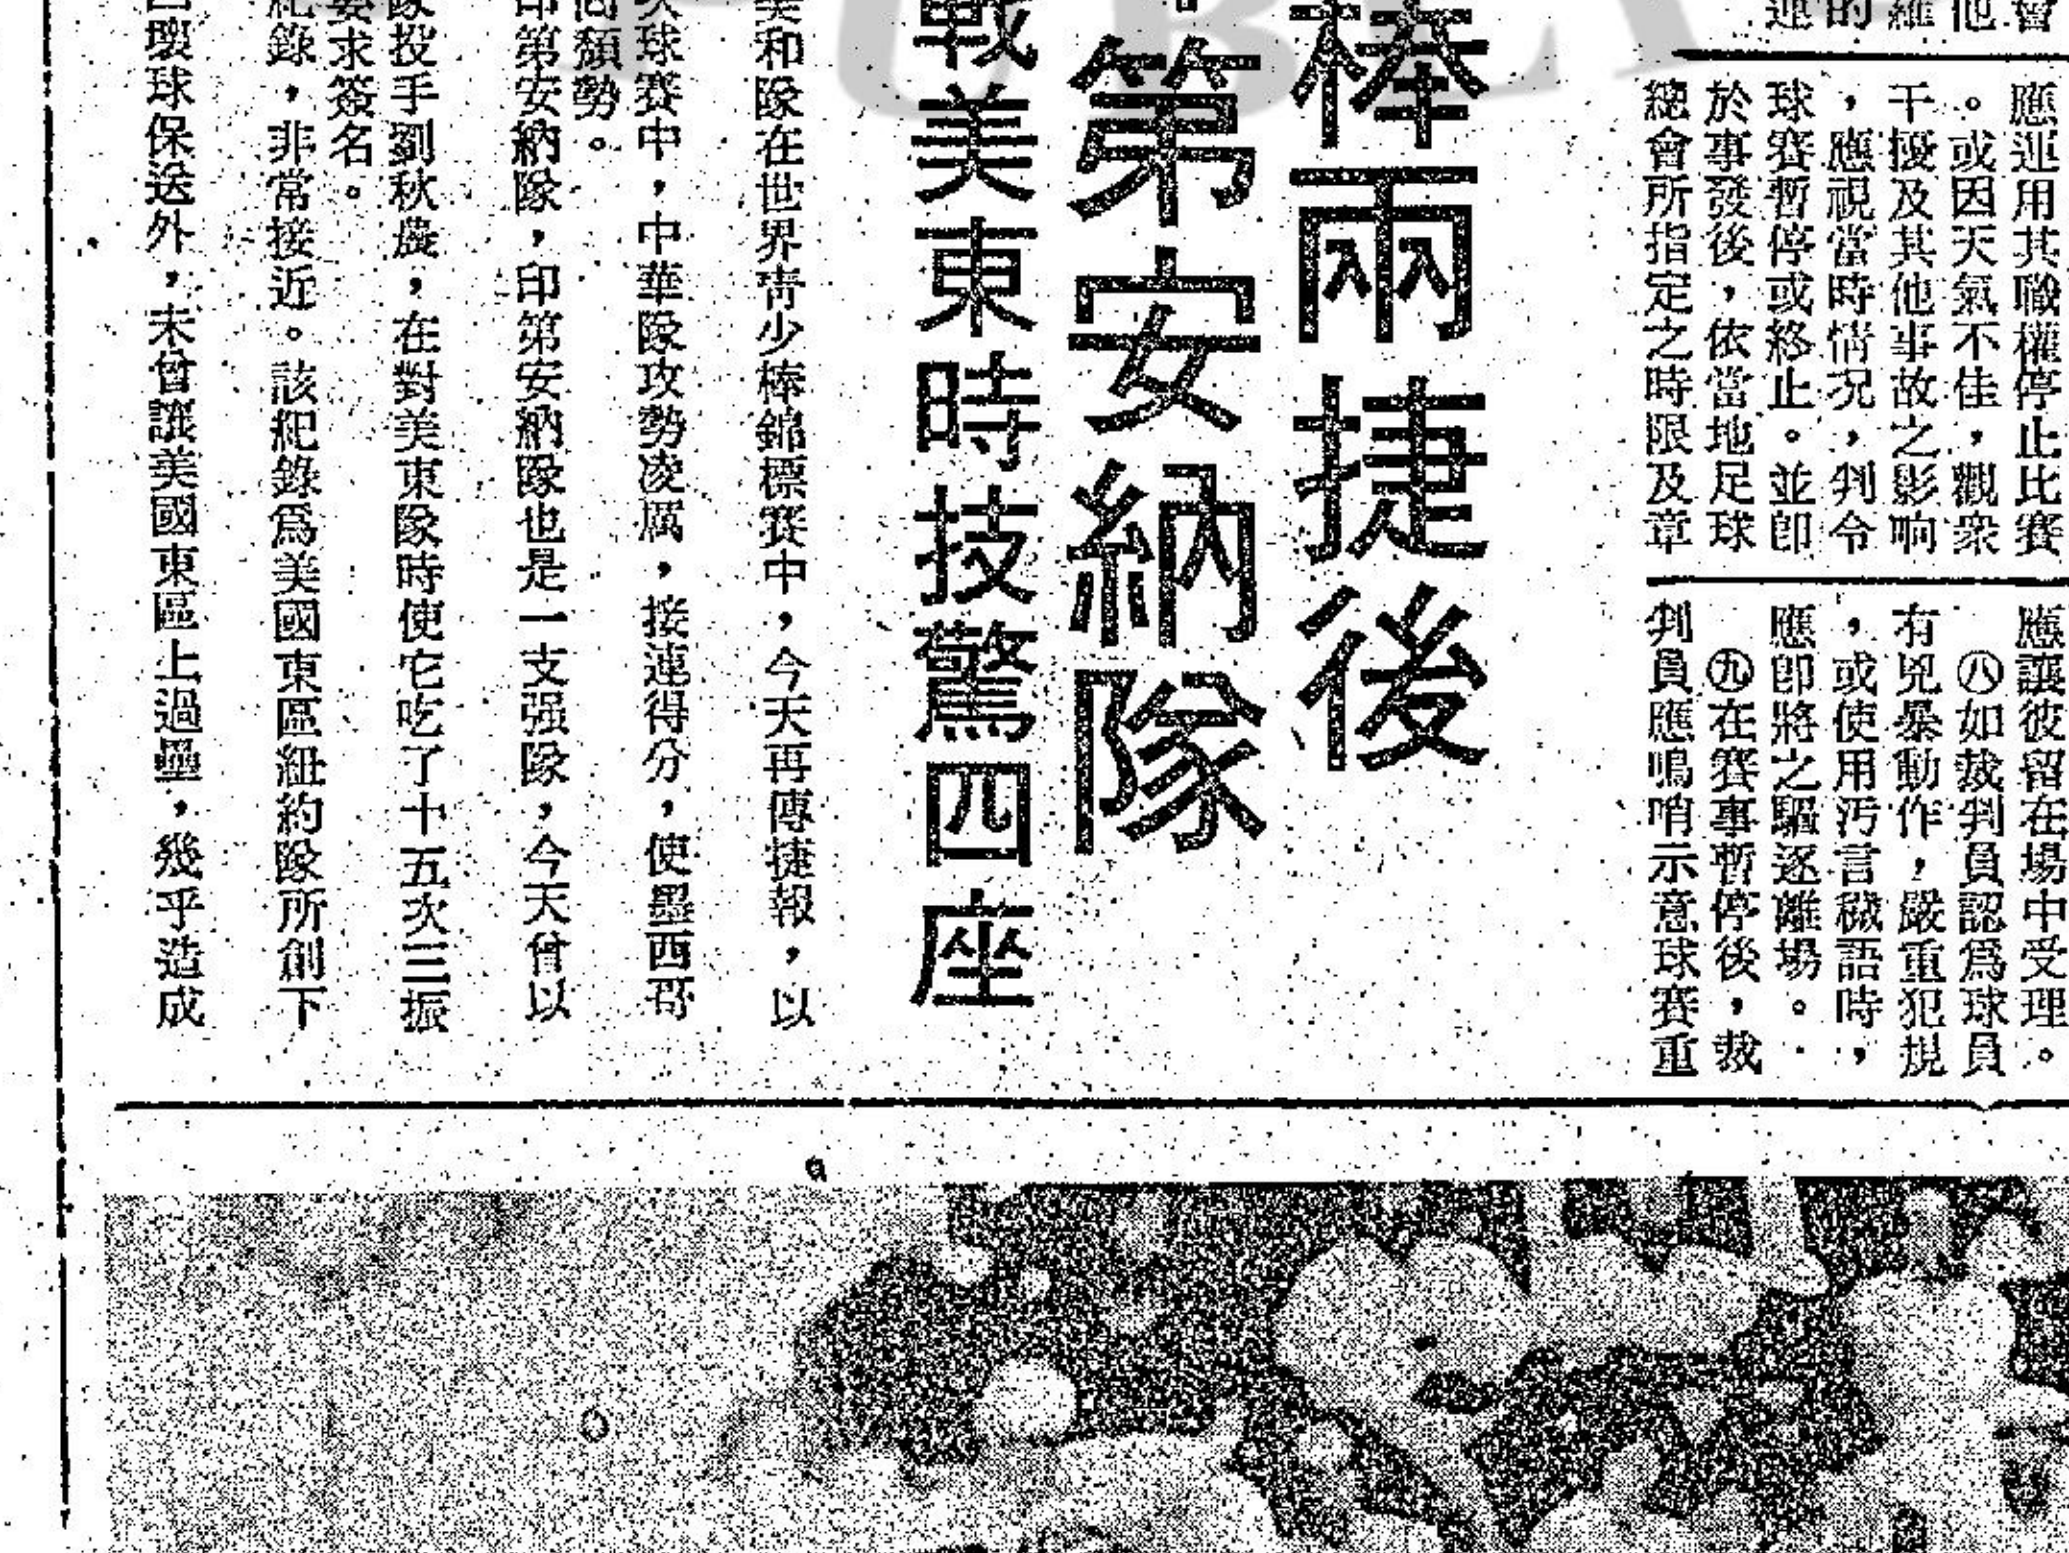 應運用其職權停止比賽
。或因天氣不佳，觀衆
干擾及其他事故之影响
，應視當時情況，判令
球賽暫停或終止。並即
於事發後，依當地足球
總會所指定之時限及章
應讓彼留在場中受理。
㊇如裁判員認爲球員
有兇暴動作，嚴重犯規
，或使用污言穢語時，
應即將之驅逐離場。
㊈在賽事暫停後，裁
判員應鳴哨示意球賽重
棒兩捷後
第安納隊
戰美東時技驚四座
美和隊在世界青少棒錦標賽中，今天再傳捷報，以
次球賽中，中華隊攻勢凌厲，接連得分，使墨西哥
頹勢。
印第安納隊，印第安納隊也是一支强隊，今天曾以
隊投手劉秋農，在對美東隊時使它吃了十五次三振
要求簽名。
紀錄，非常接近。該紀錄爲美國東區紐約隊所創下
四壞球保送外，未曾讓美國東區上過壘，幾乎造成